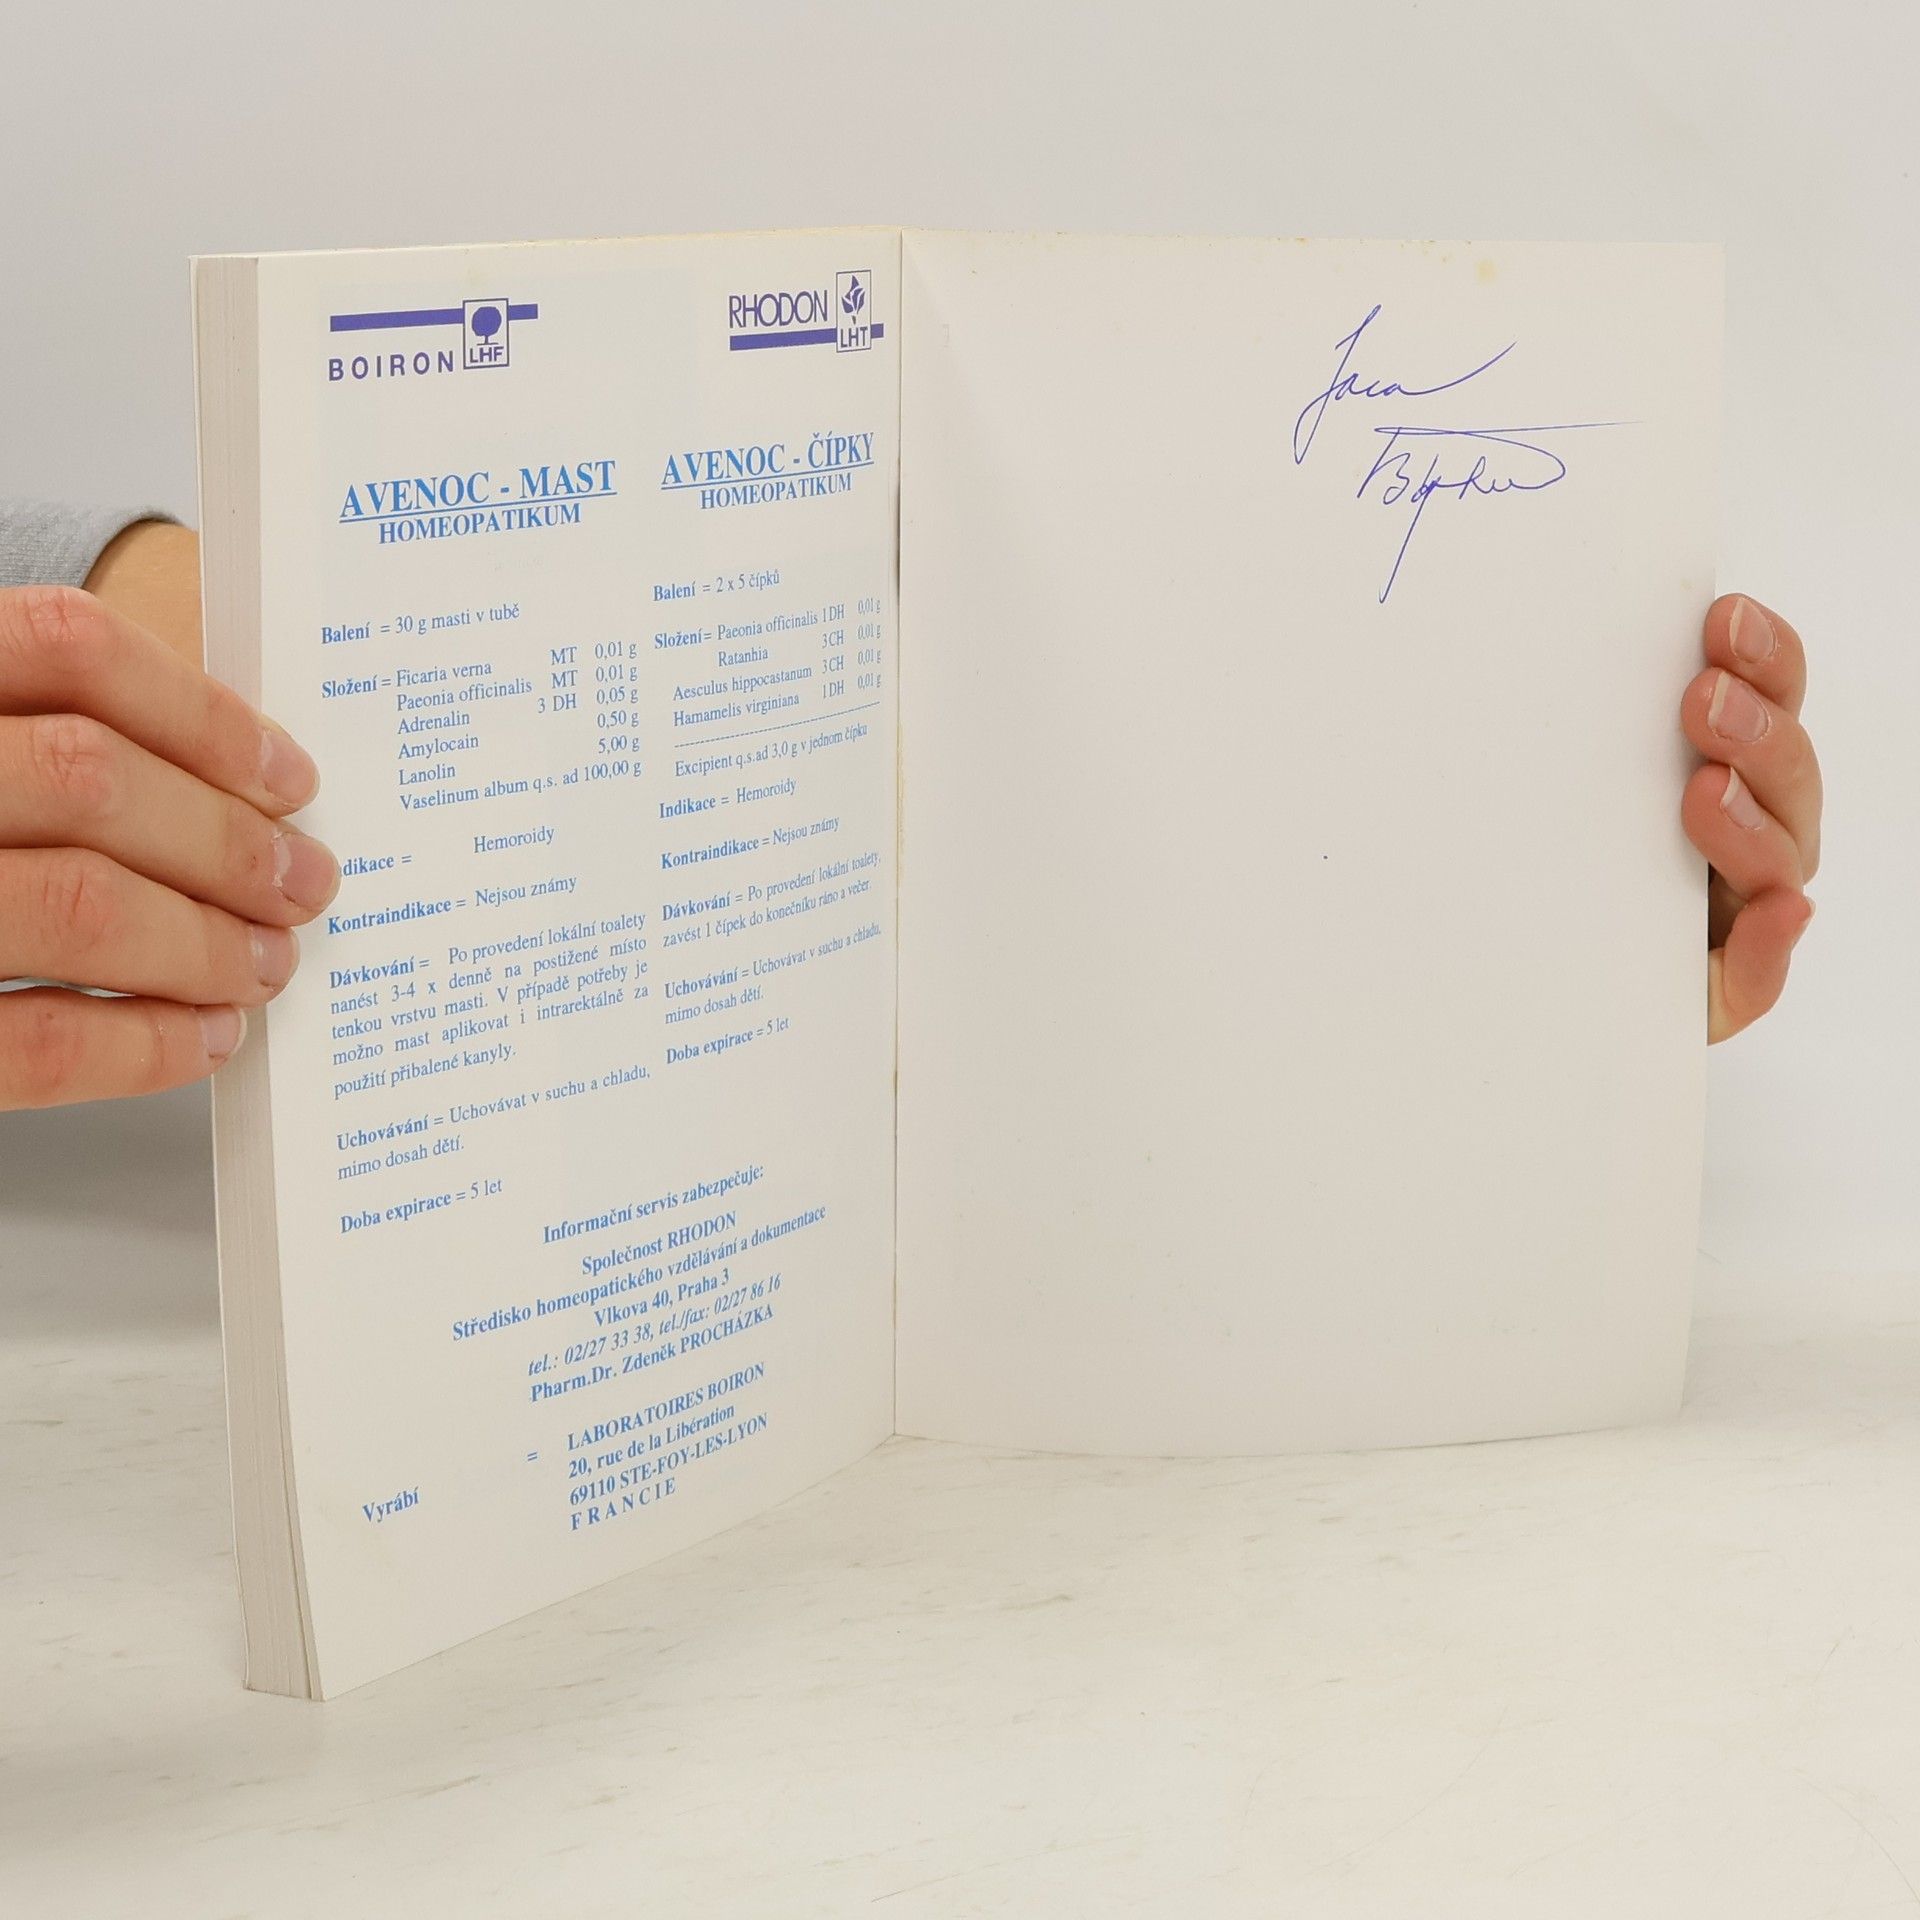 BOIRON LHF
AVENOC - MAST
HOMEOPATIKUM
Balení = 30 g masti v tubě
Složení = Ficaria verna MT 0,01 g
Paeonia officinalis MT 0,01 g
Adrenalin 3 DH 0,05 g
Amylocain 0,50 g
Lanolin 5,00 g
Vaselinum album q.s. ad 100,00 g
dikace = Hemoroidy
Kontraindikace = Nejsou známy
Dávkování = Po provedení lokální toalety
nanést 3-4 x denně na postižené místo
tenkou vrstvu masti. V případě potřeby je
možno mast aplikovat i intrarektálně za
použití přibalené kanyly.
Uchovávání = Uchovávat v suchu a chladu,
mimo dosah dětí.
Doba expirace = 5 let
RHODON LHT
AVENOC - ČÍPKY
HOMEOPATIKUM
Balení = 2 x 5 čípků
Složení= Paeonia officinalis 1 DH 0,01 g
Ratanhia 3 CH 0,01 g
Aesculus hippocastanum 3 CH 0,01 g
Hamamelis virginiana 1 DH 0,01 g
Excipient q.s.ad 3,0 g v jednom čípku
Indikace = Hemoroidy
Kontraindikace = Nejsou známy
Dávkování = Po provedení lokální toalety,
zavést 1 čípek do konečníku ráno a večer.
Uchovávání = Uchovávat v suchu a chladu,
mimo dosah dětí.
Doba expirace = 5 let
Informační servis zabezpečuje:
Společnost RHODON
Středisko homeopatického vzdělávání a dokumentace
Vlkova 40, Praha 3
tel.: 02/27 33 38, tel./fax: 02/27 86 16
Pharm.Dr. Zdeněk PROCHÁZKA
Vyrábí = LABORATOIRES BOIRON
20, rue de la Libération
69110 STE-FOY-LES-LYON
FRANCIE